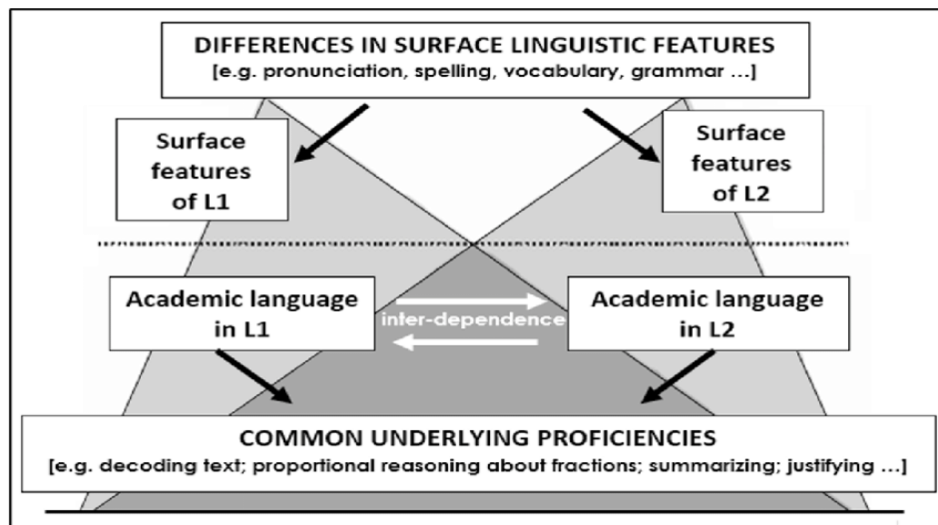 DIFFERENCES IN SURFACE LINGUISTIC FEATURES
[e.g. pronunciation, spelling, vocabulary, grammar ...]
Surface
features
of L1
Surface
features
of L2
Academic language
in L1
inter-dependence
Academic language
in L2
COMMON UNDERLYING PROFICIENCIES
[e.g. decoding text; proportional reasoning about fractions; summarizing; justifying ...]